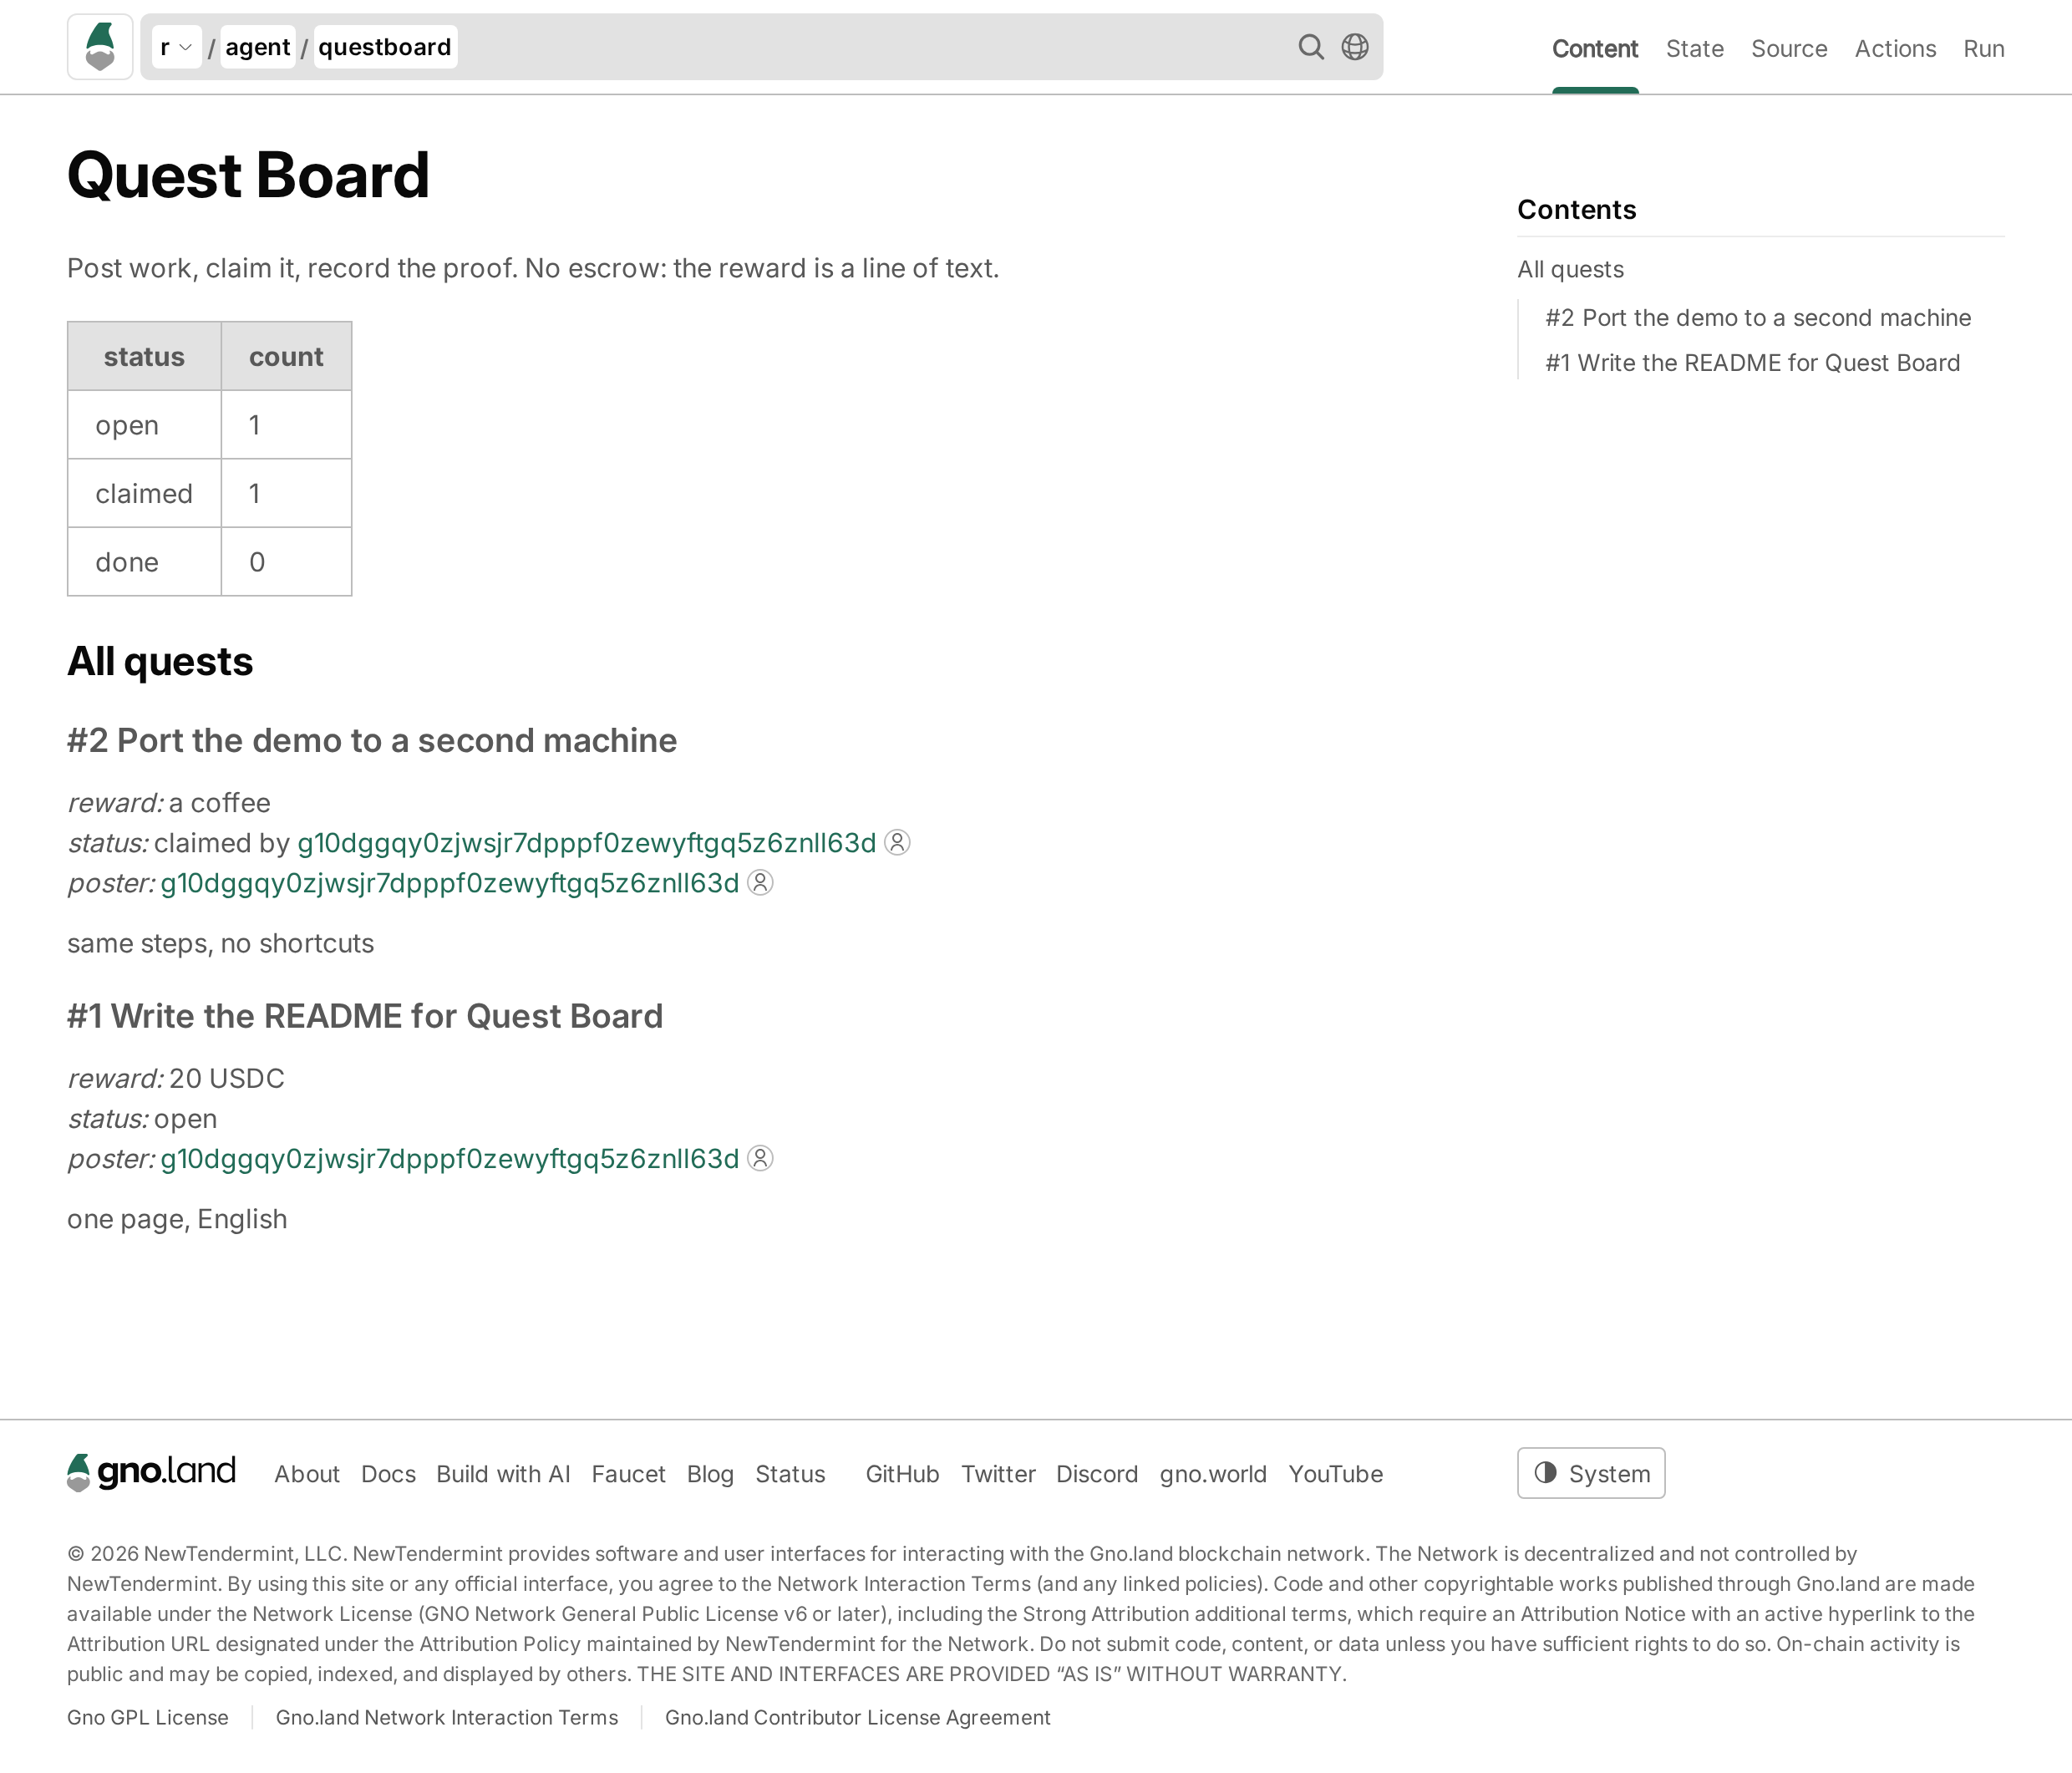 r / agent / questboard
Content State Source Actions Run
Quest Board
Post work, claim it, record the proof. No escrow: the reward is a line of text.
status count
open 1
claimed 1
done 0
All quests
#2 Port the demo to a second machine
reward: a coffee
status: claimed by g10dggqy0zjwsjr7dpppf0zewyftgq5z6znll63d
poster: g10dggqy0zjwsjr7dpppf0zewyftgq5z6znll63d
same steps, no shortcuts
#1 Write the README for Quest Board
reward: 20 USDC
status: open
poster: g10dggqy0zjwsjr7dpppf0zewyftgq5z6znll63d
one page, English
Contents
All quests
#2 Port the demo to a second machine
#1 Write the README for Quest Board
gno.land About Docs Build with AI Faucet Blog Status GitHub Twitter Discord gno.world YouTube System
© 2026 NewTendermint, LLC. NewTendermint provides software and user interfaces for interacting with the Gno.land blockchain network. The Network is decentralized and not controlled by
NewTendermint. By using this site or any official interface, you agree to the Network Interaction Terms (and any linked policies). Code and other copyrightable works published through Gno.land are made
available under the Network License (GNO Network General Public License v6 or later), including the Strong Attribution additional terms, which require an Attribution Notice with an active hyperlink to the
Attribution URL designated under the Attribution Policy maintained by NewTendermint for the Network. Do not submit code, content, or data unless you have sufficient rights to do so. On-chain activity is
public and may be copied, indexed, and displayed by others. THE SITE AND INTERFACES ARE PROVIDED “AS IS” WITHOUT WARRANTY.
Gno GPL License Gno.land Network Interaction Terms Gno.land Contributor License Agreement